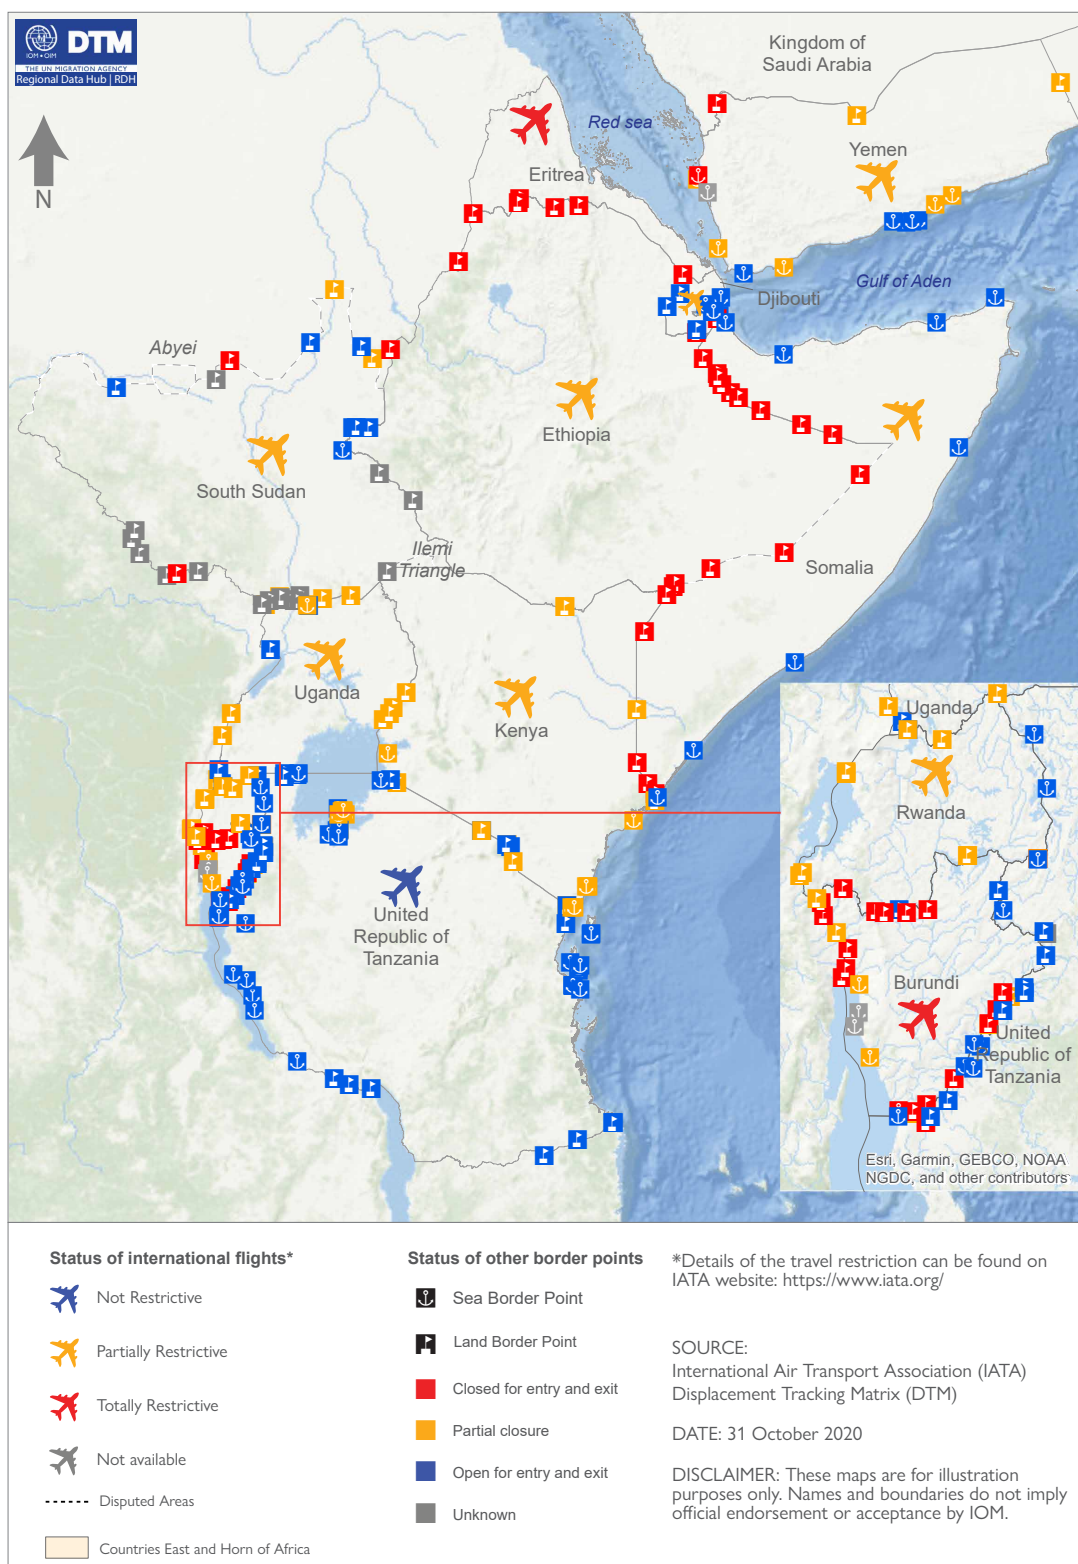 IOM • OIM
DTM
THE UN MIGRATION AGENCY
Regional Data Hub | RDH
N
Kingdom of
Saudi Arabia
Red sea
Yemen
Eritrea
Gulf of Aden
Djibouti
Abyei
Ethiopia
South Sudan
Ilemi
Triangle
Somalia
Uganda
Kenya
United
Republic of
Tanzania
Uganda
Rwanda
Burundi
United
Republic of
Tanzania
Esri, Garmin, GEBCO, NOAA
NGDC, and other contributors
Status of international flights*
Not Restrictive
Partially Restrictive
Totally Restrictive
Not available
Disputed Areas
Countries East and Horn of Africa
Status of other border points
Sea Border Point
Land Border Point
Closed for entry and exit
Partial closure
Open for entry and exit
Unknown
*Details of the travel restriction can be found on
IATA website: https://www.iata.org/
SOURCE:
International Air Transport Association (IATA)
Displacement Tracking Matrix (DTM)
DATE: 31 October 2020
DISCLAIMER: These maps are for illustration
purposes only. Names and boundaries do not imply
official endorsement or acceptance by IOM.